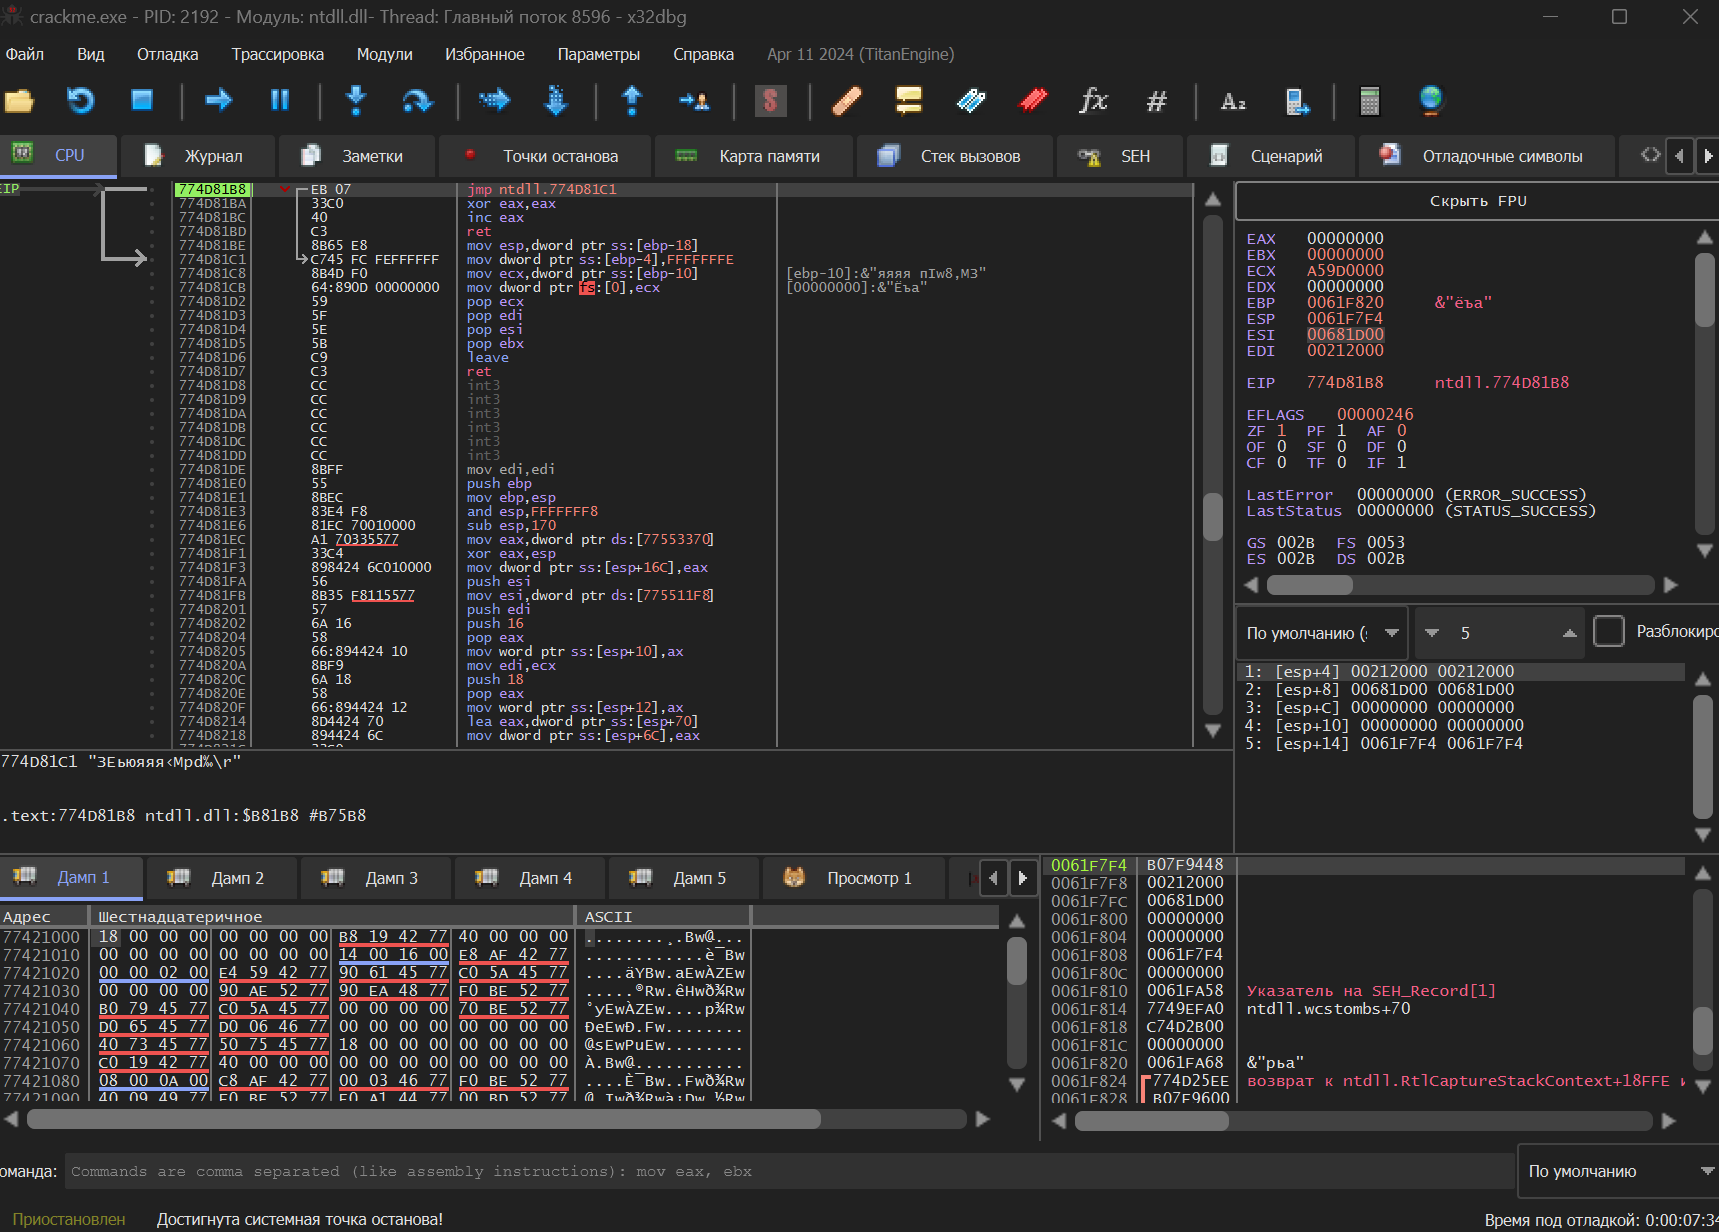 crackme.exe - PID: 2192 - Модуль: ntdll.dll- Thread: Главный поток 8596 - x32dbg
Файл Вид Отладка Трассировка Модули Избранное Параметры Справка Apr 11 2024 (TitanEngine)
CPU Журнал Заметки Точки останова Карта памяти Стек вызовов SEH Сценарий Отладочные символы
EIP 774D81B8 EB 07 jmp ntdll.774D81C1
774D81BA 33C0 xor eax,eax
774D81BC 40 inc eax
774D81BD C3 ret
774D81BE 8B65 E8 mov esp,dword ptr ss:[ebp-18]
774D81C1 C745 FC FEFFFFFF mov dword ptr ss:[ebp-4],FFFFFFFE
774D81C8 8B4D F0 mov ecx,dword ptr ss:[ebp-10] [ebp-10]:&"яяяя пIw8,МЗ"
774D81CB 64:890D 00000000 mov dword ptr fs:[0],ecx [00000000]:&"Ёъа"
774D81D2 59 pop ecx
774D81D3 5F pop edi
774D81D4 5E pop esi
774D81D5 5B pop ebx
774D81D6 C9 leave
774D81D7 C3 ret
774D81D8 CC int3
774D81D9 CC int3
774D81DA CC int3
774D81DB CC int3
774D81DC CC int3
774D81DD CC int3
774D81DE 8BFF mov edi,edi
774D81E0 55 push ebp
774D81E1 8BEC mov ebp,esp
774D81E3 83E4 F8 and esp,FFFFFFF8
774D81E6 81EC 70010000 sub esp,170
774D81EC A1 70335577 mov eax,dword ptr ds:[77553370]
774D81F1 33C4 xor eax,esp
774D81F3 898424 6C010000 mov dword ptr ss:[esp+16C],eax
774D81FA 56 push esi
774D81FB 8B35 F8115577 mov esi,dword ptr ds:[775511F8]
774D8201 57 push edi
774D8202 6A 16 push 16
774D8204 58 pop eax
774D8205 66:894424 10 mov word ptr ss:[esp+10],ax
774D820A 8BF9 mov edi,ecx
774D820C 6A 18 push 18
774D820E 58 pop eax
774D820F 66:894424 12 mov word ptr ss:[esp+12],ax
774D8214 8D4424 70 lea eax,dword ptr ss:[esp+70]
774D8218 894424 6C mov dword ptr ss:[esp+6C],eax
Скрыть FPU
EAX 00000000
EBX 00000000
ECX A59D0000
EDX 00000000
EBP 0061F820 &"ёъа"
ESP 0061F7F4
ESI 00681D00
EDI 00212000
EIP 774D81B8 ntdll.774D81B8
EFLAGS 00000246
ZF 1 PF 1 AF 0
OF 0 SF 0 DF 0
CF 0 TF 0 IF 1
LastError 00000000 (ERROR_SUCCESS)
LastStatus 00000000 (STATUS_SUCCESS)
GS 002B FS 0053
ES 002B DS 002B
По умолчанию (s 5 Разблокиро
1: [esp+4] 00212000 00212000
2: [esp+8] 00681D00 00681D00
3: [esp+C] 00000000 00000000
4: [esp+10] 00000000 00000000
5: [esp+14] 0061F7F4 0061F7F4
774D81C1 "ЗЕьюяяя‹Мрd‰\r"
.text:774D81B8 ntdll.dll:$B81B8 #B75B8
Дамп 1 Дамп 2 Дамп 3 Дамп 4 Дамп 5 Просмотр 1
Адрес Шестнадцатеричное ASCII
77421000 18 00 00 00 00 00 00 00 B8 19 42 77 40 00 00 00 ........¸.Bw@...
77421010 00 00 00 00 00 00 00 00 14 00 16 00 E8 AF 42 77 ............è¯Bw
77421020 00 00 02 00 E4 59 42 77 90 61 45 77 C0 5A 45 77 ....äYBw.aEwÀZEw
77421030 00 00 00 00 90 AE 52 77 90 EA 48 77 F0 BE 52 77 .....®Rw.êHwð¾Rw
77421040 B0 79 45 77 C0 5A 45 77 00 00 00 00 70 BE 52 77 °yEwÀZEw....p¾Rw
77421050 D0 65 45 77 D0 06 46 77 00 00 00 00 00 00 00 00 ÐeEwÐ.Fw........
77421060 40 73 45 77 50 75 45 77 18 00 00 00 00 00 00 00 @sEwPuEw........
77421070 C0 19 42 77 40 00 00 00 00 00 00 00 00 00 00 00 À.Bw@...........
77421080 08 00 0A 00 C8 AF 42 77 00 03 46 77 F0 BE 52 77 ....È¯Bw..Fwð¾Rw
77421090 40 09 49 77 F0 BE 52 77 E0 A1 44 77 00 BD 52 77 @.Iwð¾Rwà¡Dw.½Rw
0061F7F4 B07F9448
0061F7F8 00212000
0061F7FC 00681D00
0061F800 00000000
0061F804 00000000
0061F808 0061F7F4
0061F80C 00000000
0061F810 0061FA58 Указатель на SEH_Record[1]
0061F814 7749EFA0 ntdll.wcstombs+70
0061F818 C74D2B00
0061F81C 00000000
0061F820 0061FA68 &"рьа"
0061F824 774D25EE возврат к ntdll.RtlCaptureStackContext+18FFE и
0061F828 B07F9600
оманда: Commands are comma separated (like assembly instructions): mov eax, ebx По умолчанию
Приостановлен Достигнута системная точка останова! Время под отладкой: 0:00:07:34